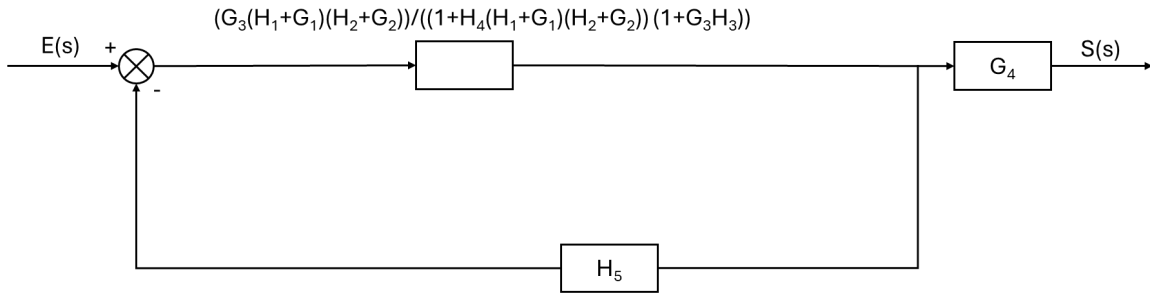 (G₃(H₁+G₁)(H₂+G₂))/((1+H₄(H₁+G₁)(H₂+G₂)) (1+G₃H₃))
E(s)
+
-
G₄
S(s)
H₅